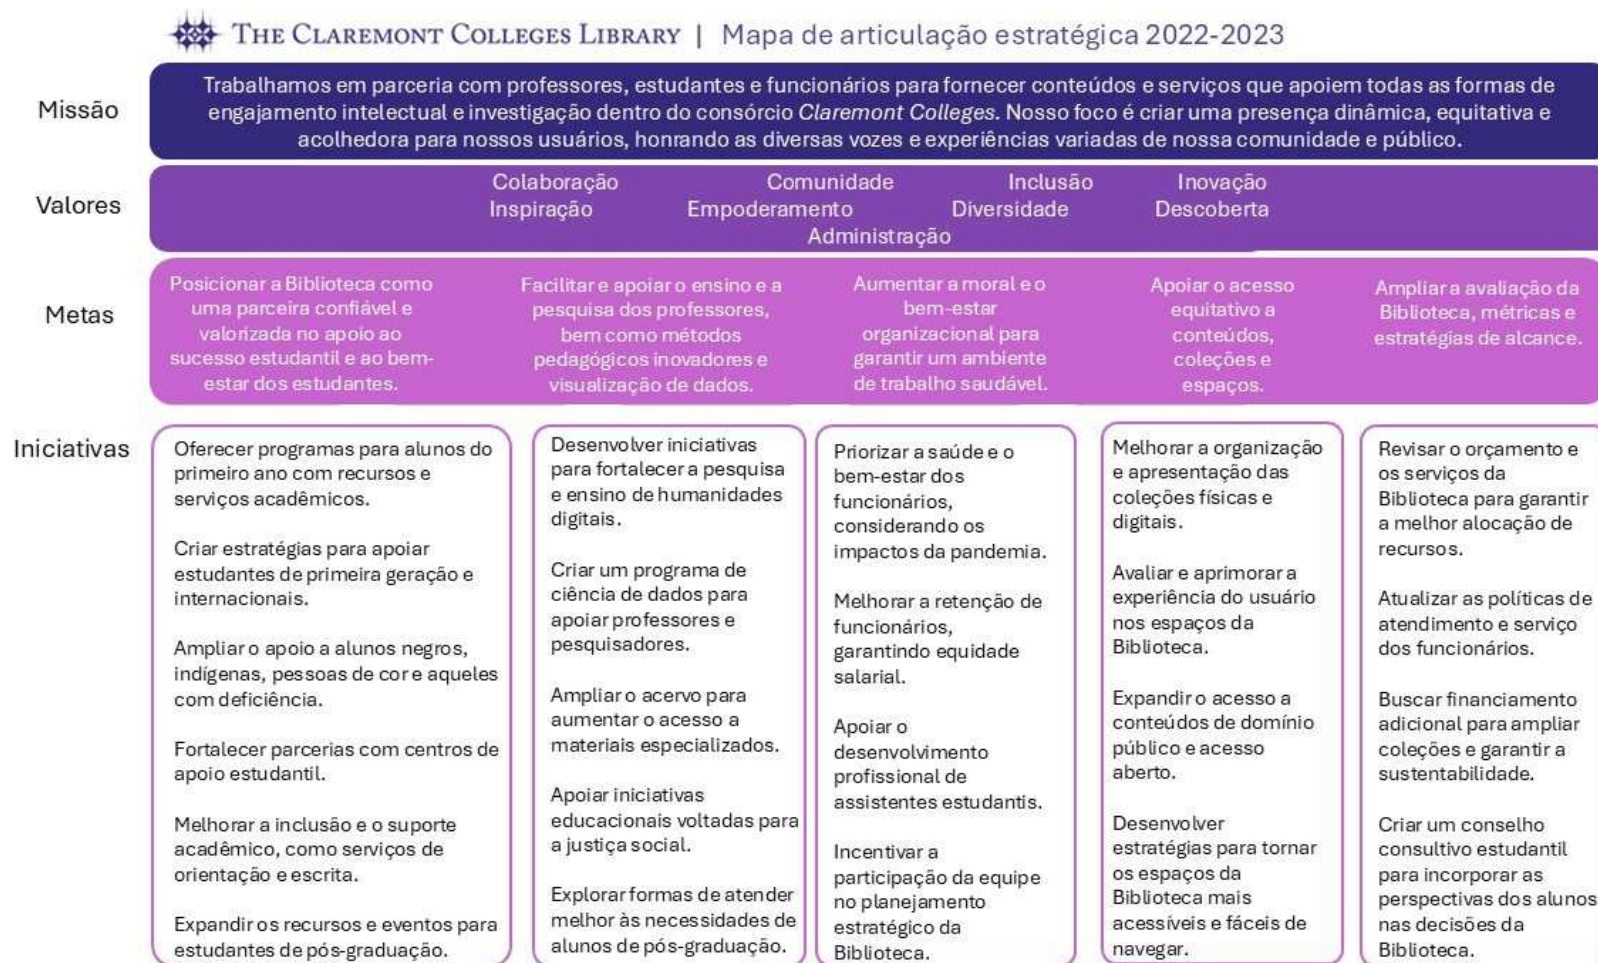 THE CLAREMONT COLLEGES LIBRARY | Mapa de articulação estratégica 2022-2023
Missão
Trabalhamos em parceria com professores, estudantes e funcionários para fornecer conteúdos e serviços que apoiem todas as formas de
engajamento intelectual e investigação dentro do consórcio Claremont Colleges. Nosso foco é criar uma presença dinâmica, equitativa e
acolhedora para nossos usuários, honrando as diversas vozes e experiências variadas de nossa comunidade e público.
Valores
Colaboração Comunidade Inclusão Inovação
Inspiração Empoderamento Diversidade Descoberta
Administração
Metas
Posicionar a Biblioteca como
uma parceira confiável e
valorizada no apoio ao
sucesso estudantil e ao bem-
estar dos estudantes.
Facilitar e apoiar o ensino e a
pesquisa dos professores,
bem como métodos
pedagógicos inovadores e
visualização de dados.
Aumentar a moral e o
bem-estar
organizacional para
garantir um ambiente
de trabalho saudável.
Apoiar o acesso
equitativo a
conteúdos,
coleções e
espaços.
Ampliar a avaliação da
Biblioteca, métricas e
estratégias de alcance.
Iniciativas
Oferecer programas para alunos do
primeiro ano com recursos e
serviços acadêmicos.
Criar estratégias para apoiar
estudantes de primeira geração e
internacionais.
Ampliar o apoio a alunos negros,
indígenas, pessoas de cor e aqueles
com deficiência.
Fortalecer parcerias com centros de
apoio estudantil.
Melhorar a inclusão e o suporte
acadêmico, como serviços de
orientação e escrita.
Expandir os recursos e eventos para
estudantes de pós-graduação.
Desenvolver iniciativas
para fortalecer a pesquisa
e ensino de humanidades
digitais.
Criar um programa de
ciência de dados para
apoiar professores e
pesquisadores.
Ampliar o acervo para
aumentar o acesso a
materiais especializados.
Apoiar iniciativas
educacionais voltadas para
a justiça social.
Explorar formas de atender
melhor às necessidades de
alunos de pós-graduação.
Priorizar a saúde e o
bem-estar dos
funcionários,
considerando os
impactos da pandemia.
Melhorar a retenção de
funcionários,
garantindo equidade
salarial.
Apoiar o
desenvolvimento
profissional de
assistentes estudantis.
Incentivar a
participação da equipe
no planejamento
estratégico da
Biblioteca.
Melhorar a organização
e apresentação das
coleções físicas e
digitais.
Avaliar e aprimorar a
experiência do usuário
nos espaços da
Biblioteca.
Expandir o acesso a
conteúdos de domínio
público e acesso
aberto.
Desenvolver
estratégias para tornar
os espaços da
Biblioteca mais
acessíveis e fáceis de
navegar.
Revisar o orçamento e
os serviços da
Biblioteca para garantir
a melhor alocação de
recursos.
Atualizar as políticas de
atendimento e serviço
dos funcionários.
Buscar financiamento
adicional para ampliar
coleções e garantir a
sustentabilidade.
Criar um conselho
consultivo estudantil
para incorporar as
perspectivas dos alunos
nas decisões da
Biblioteca.